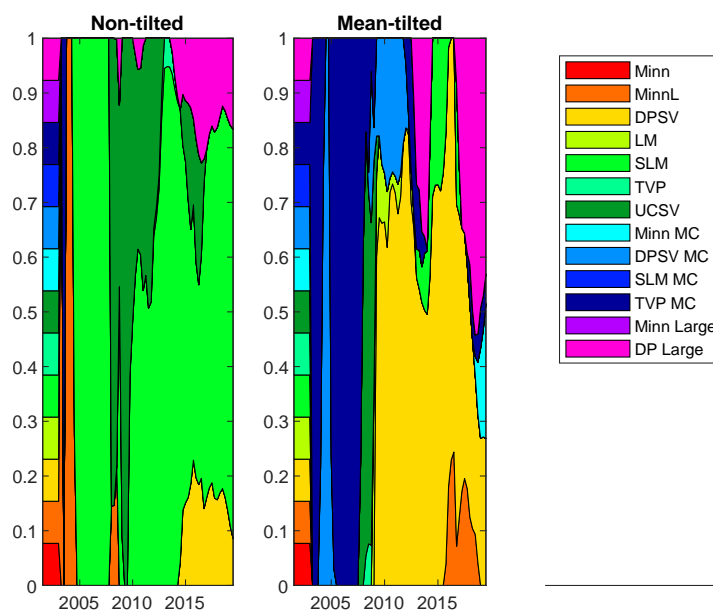 Non-tilted
1
0.9
0.8
0.7
0.6
0.5
0.4
0.3
0.2
0.1
0
2005 2010 2015
Mean-tilted
1
0.9
0.8
0.7
0.6
0.5
0.4
0.3
0.2
0.1
0
2005 2010 2015
Minn
MinnL
DPSV
LM
SLM
TVP
UCSV
Minn MC
DPSV MC
SLM MC
TVP MC
Minn Large
DP Large